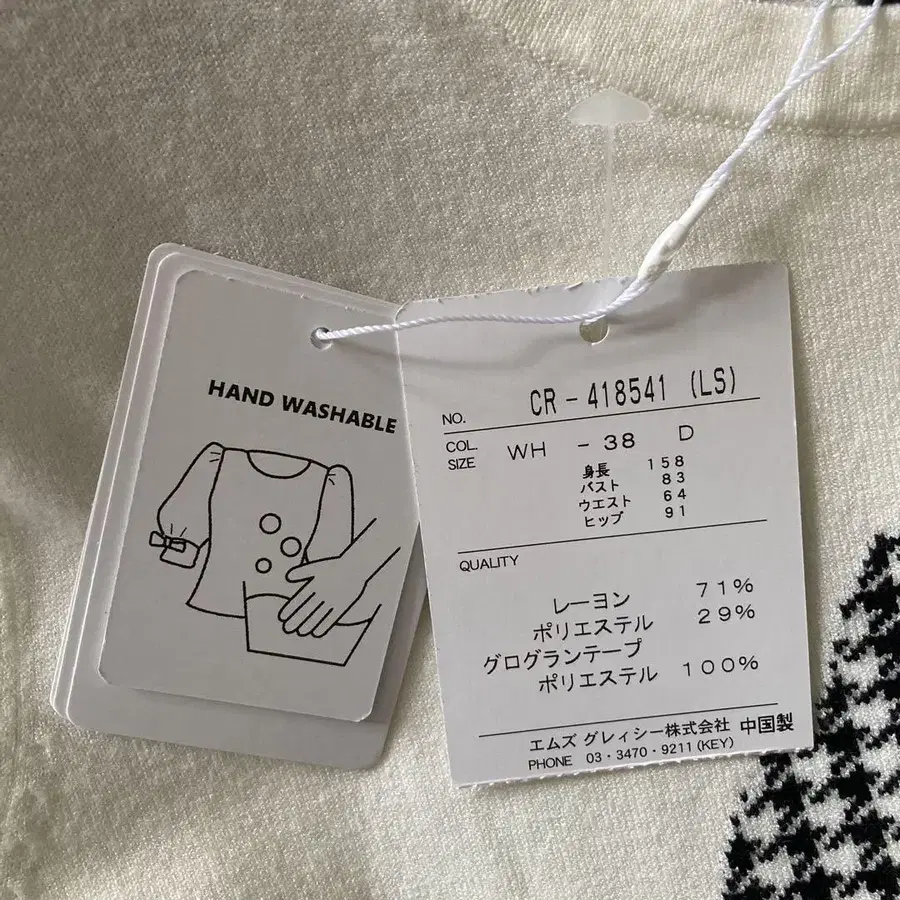 HAND WASHABLE
NO. CR-418541 (LS)
COL. SIZE WH -38 D
身長 158
バスト 83
ウエスト 64
ヒップ 91
QUALITY
レーヨン 71%
ポリエステル 29%
グログランテープ
ポリエステル 100%
エムズ グレィシー株式会社 中国製
PHONE 03・3470・9211(KEY)